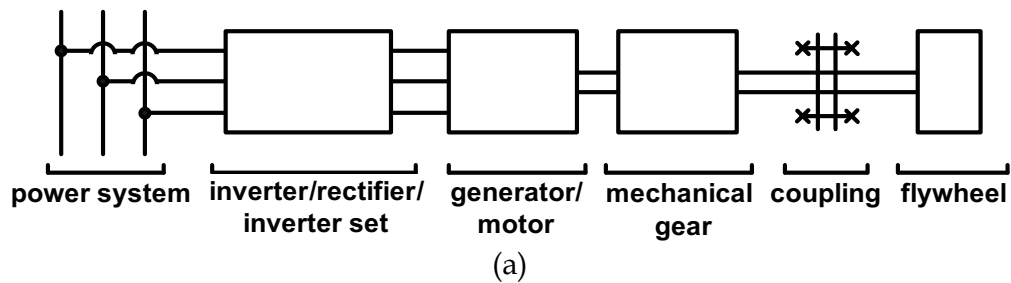 power system
inverter/rectifier/
inverter set
generator/
motor
mechanical
gear
coupling
flywheel
(a)